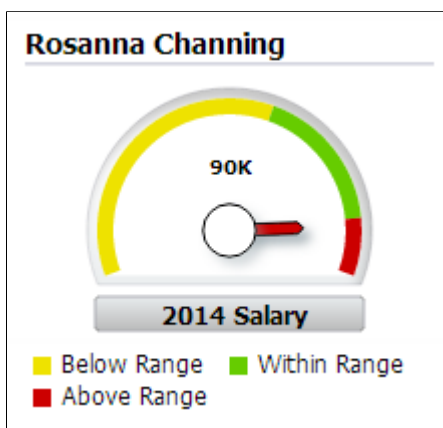 Rosanna Channing
90K
2014 Salary
Below Range Within Range
Above Range